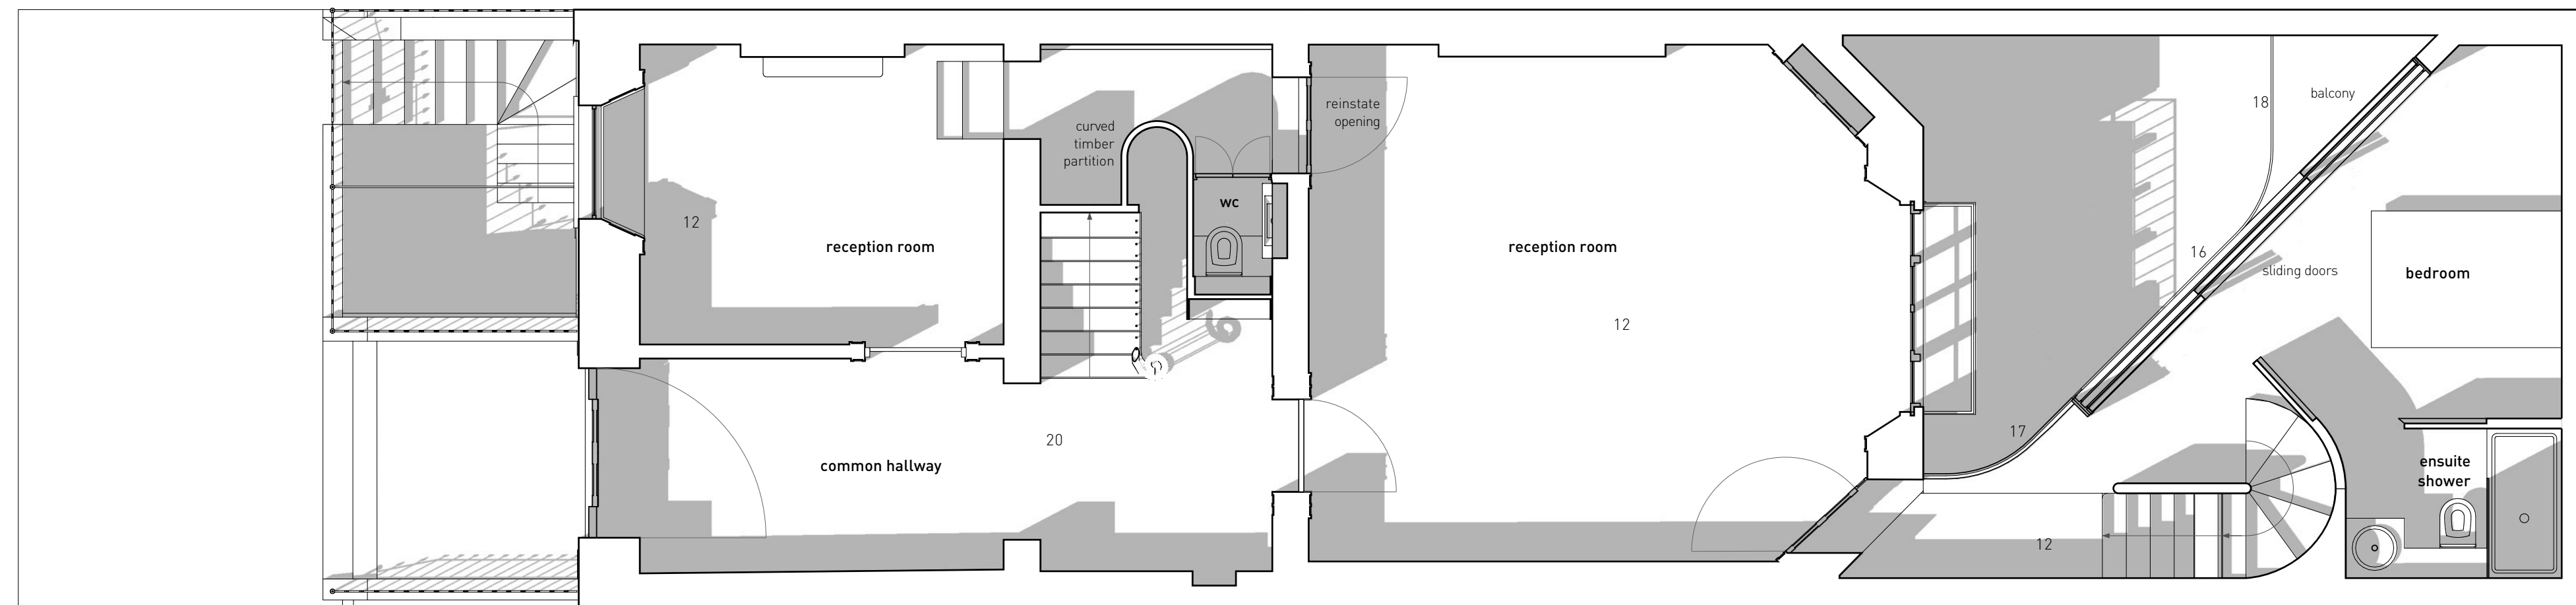 reinstate
opening
curved
timber
partition
18
balcony
wc
12
reception room
reception room
16
sliding doors
bedroom
12
20
common hallway
17
ensuite
shower
12